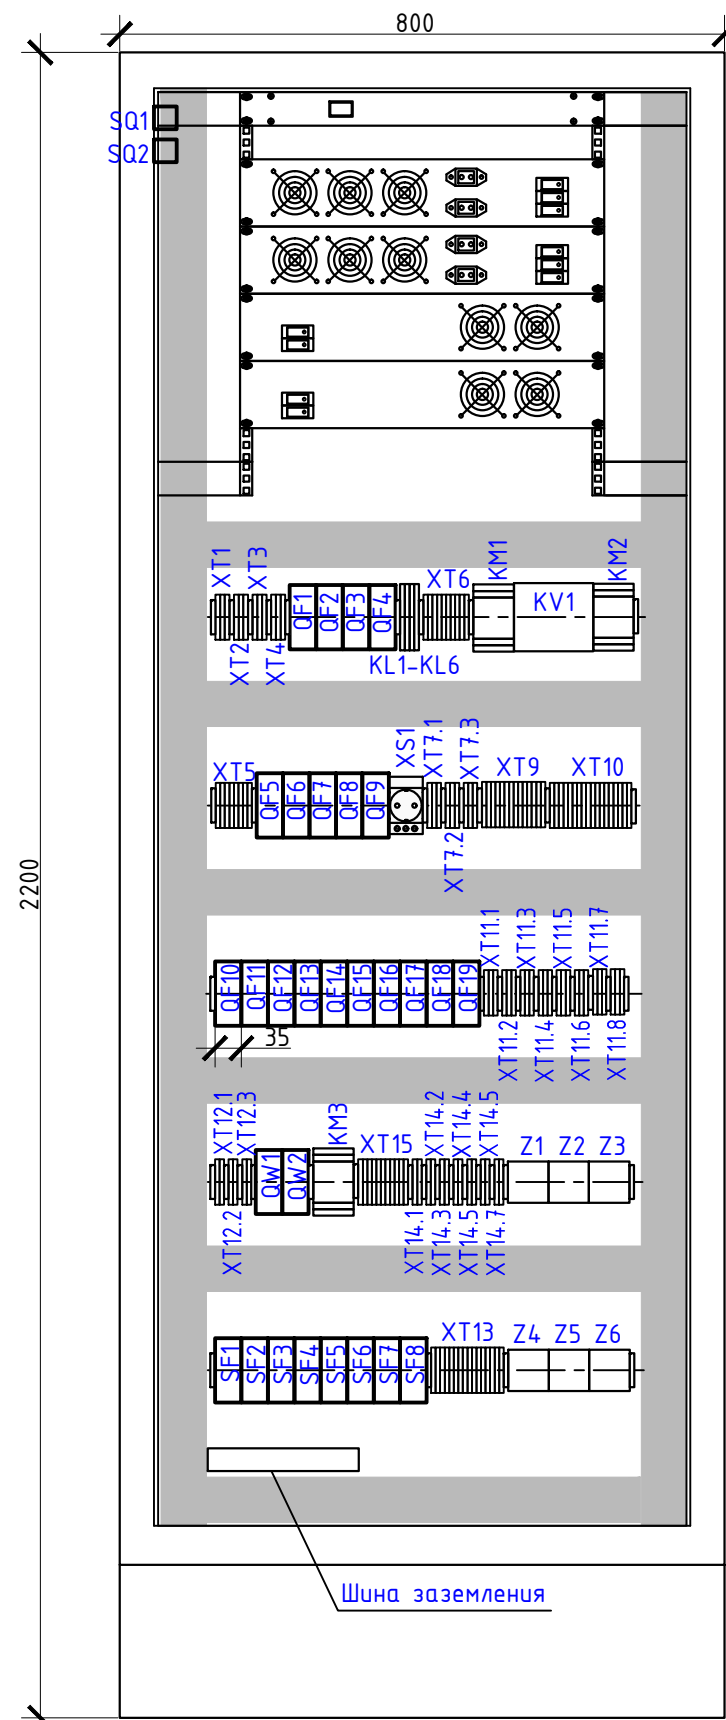 800
SQ1
SQ2
2200
XT1
XT2
XT3
XT4
QF1
QF2
QF3
QF4
KL1-KL6
XT6
KM1
KV1
KM2
XT5
QF5
QF6
QF7
QF8
QF9
XS1
XT7.1
XT7.2
XT7.3
XT9
XT10
QF10
QF11
QF12
QF13
QF14
QF15
QF16
QF17
QF18
QF9
XT11.1
XT11.2
XT11.3
XT11.4
XT11.5
XT11.6
XT11.7
XT11.8
35
XT12.1
XT12.2
XT12.3
QW1
QW2
KM3
XT15
XT14.1
XT14.2
XT14.3
XT14.4
XT14.5
XT14.5
XT14.7
Z1
Z2
Z3
SF1
SF2
SF3
SF4
SF5
SF6
SF7
SF8
XT13
Z4
Z5
Z6
Шина заземления